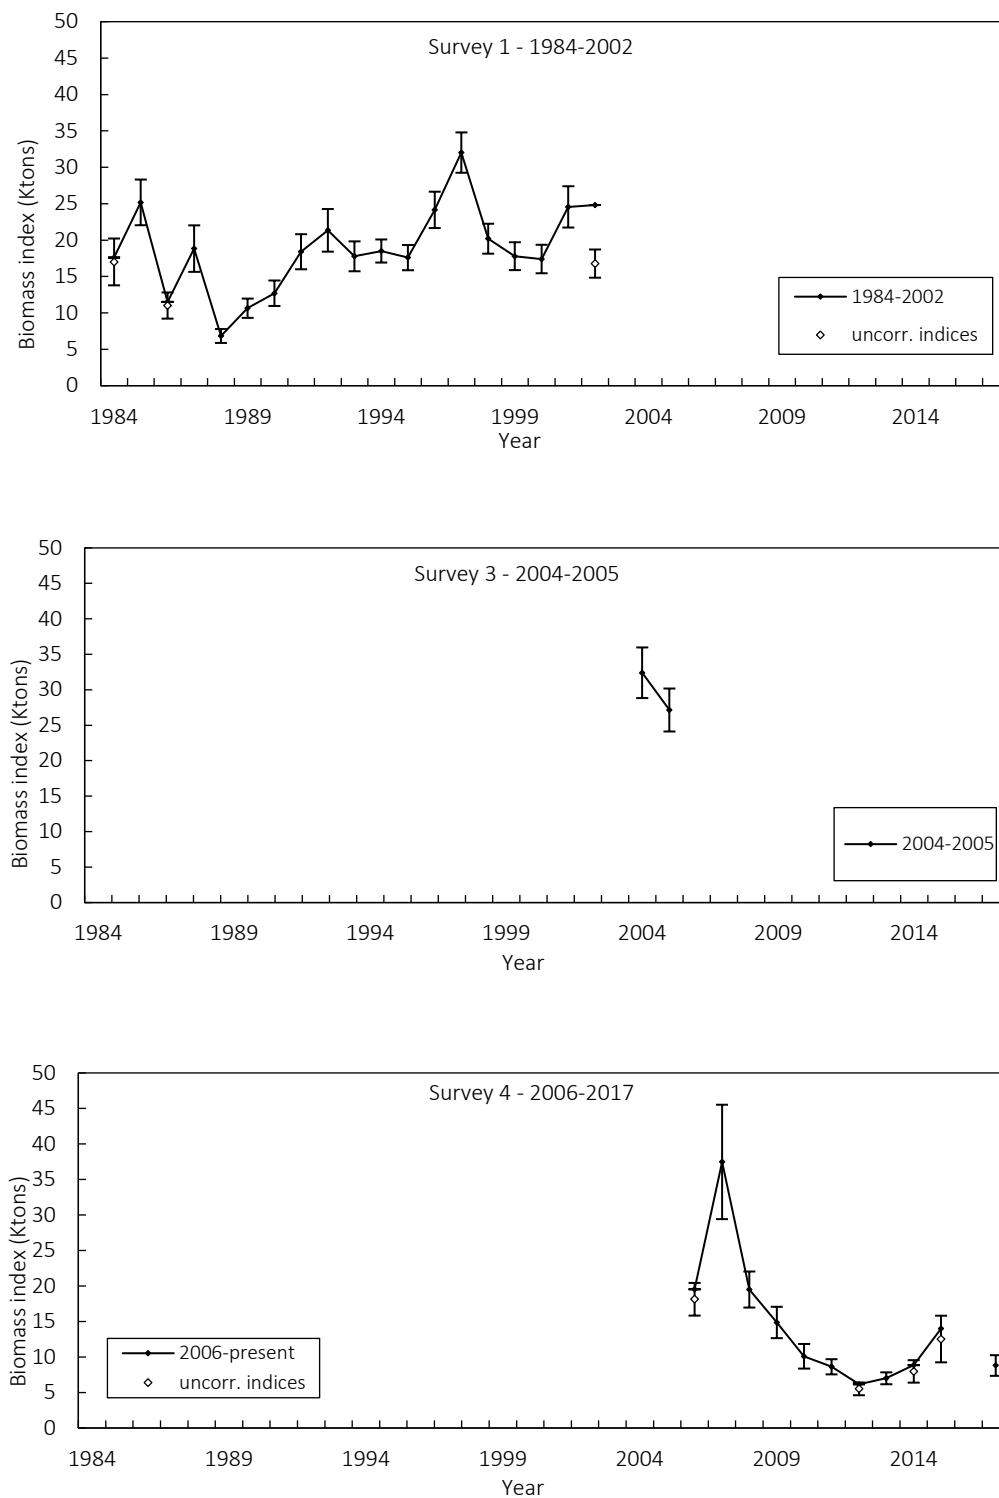 Survey 1 - 1984-2002
Biomass index (Ktons)
50
45
40
35
30
25
20
15
10
5
0
1984-2002
uncorr. indices
1984 1989 1994 1999 2004 2009 2014
Year
Survey 3 - 2004-2005
Biomass index (Ktons)
50
45
40
35
30
25
20
15
10
5
0
2004-2005
1984 1989 1994 1999 2004 2009 2014
Year
Survey 4 - 2006-2017
Biomass index (Ktons)
50
45
40
35
30
25
20
15
10
5
0
2006-present
uncorr. indices
1984 1989 1994 1999 2004 2009 2014
Year